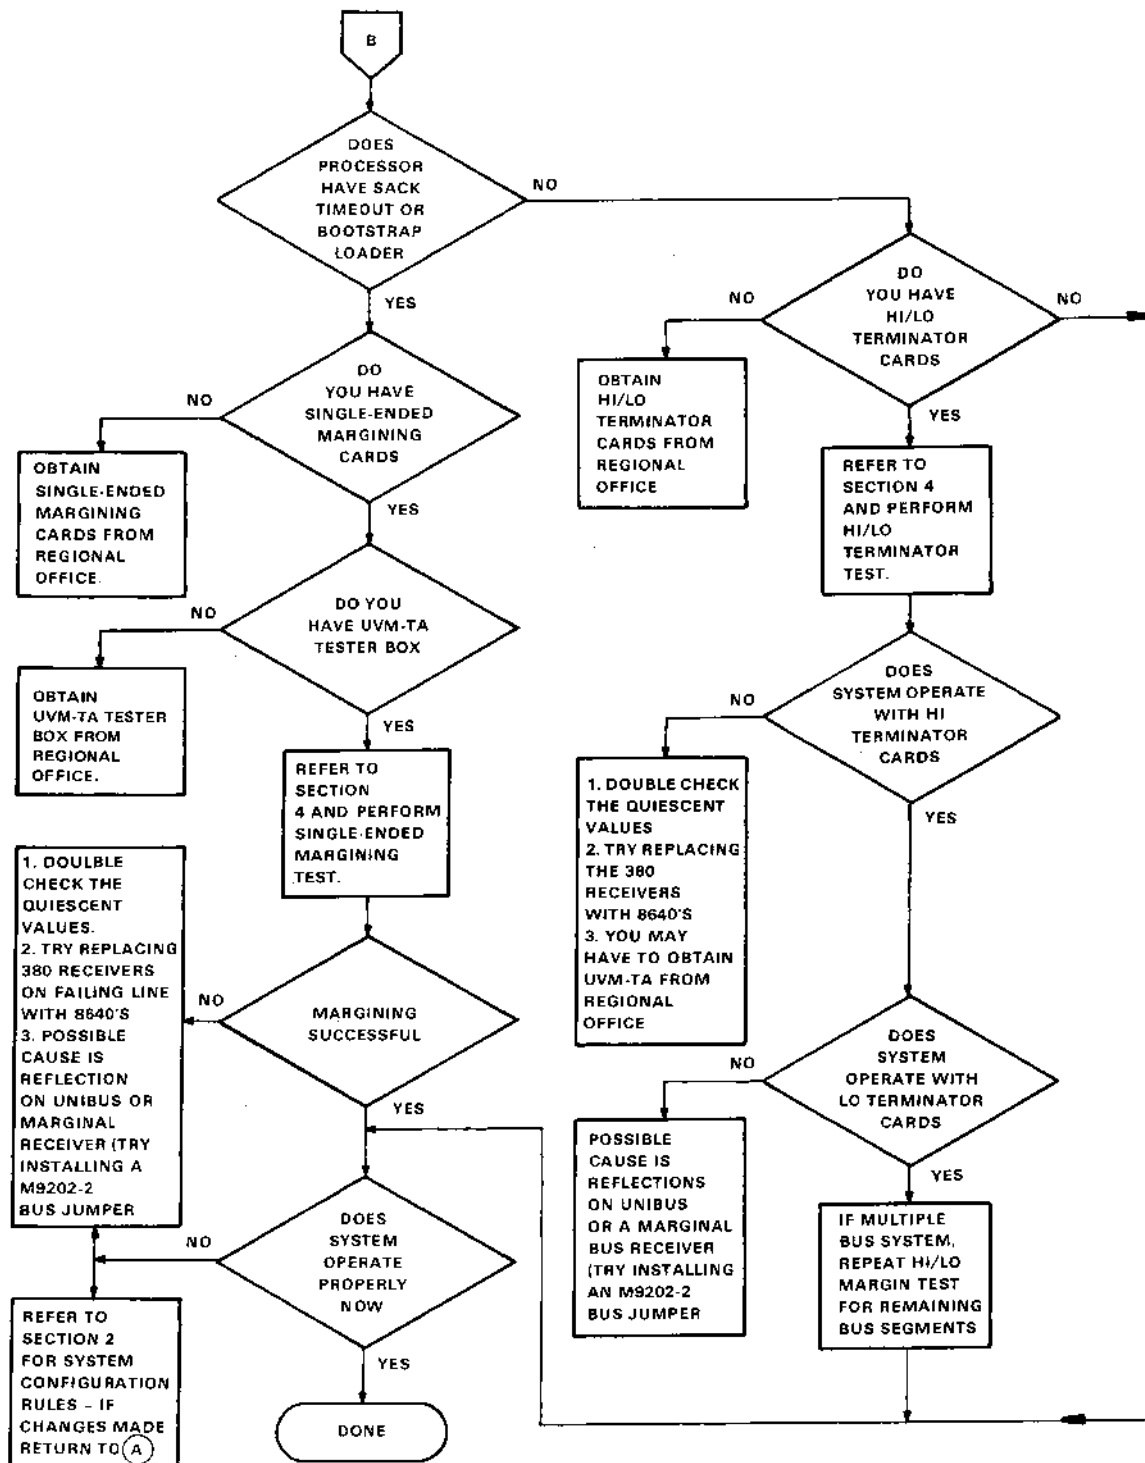 B
DOES
PROCESSOR
HAVE SACK
TIMEOUT OR
BOOTSTRAP
LOADER
NO
YES
DO
YOU HAVE
HI/LO
TERMINATOR
CARDS
NO
NO
YES
OBTAIN
HI/LO
TERMINATOR
CARDS FROM
REGIONAL
OFFICE
REFER TO
SECTION 4
AND PERFORM
HI/LO
TERMINATOR
TEST.
DO
YOU HAVE
SINGLE-ENDED
MARGINING
CARDS
NO
YES
OBTAIN
SINGLE-ENDED
MARGINING
CARDS FROM
REGIONAL
OFFICE.
DO YOU
HAVE UVM-TA
TESTER BOX
NO
YES
OBTAIN
UVM-TA TESTER
BOX FROM
REGIONAL
OFFICE.
REFER TO
SECTION
4 AND PERFORM
SINGLE-ENDED
MARGINING
TEST.
DOES
SYSTEM OPERATE
WITH HI
TERMINATOR
CARDS
NO
YES
1. DOUBLE CHECK
THE QUIESCENT
VALUES
2. TRY REPLACING
THE 380
RECEIVERS
WITH 8640'S
3. YOU MAY
HAVE TO OBTAIN
UVM-TA FROM
REGIONAL
OFFICE
1. DOULBLE
CHECK THE
QUIESCENT
VALUES.
2. TRY REPLACING
380 RECEIVERS
ON FAILING LINE
WITH 8640'S
3. POSSIBLE
CAUSE IS
REFLECTION
ON UNIBUS OR
MARGINAL
RECEIVER (TRY
INSTALLING A
M9202-2
BUS JUMPER
NO
MARGINING
SUCCESSFUL
YES
DOES
SYSTEM
OPERATE WITH
LO TERMINATOR
CARDS
NO
YES
POSSIBLE
CAUSE IS
REFLECTIONS
ON UNIBUS
OR A MARGINAL
BUS RECEIVER
(TRY INSTALLING
AN M9202-2
BUS JUMPER
IF MULTIPLE
BUS SYSTEM,
REPEAT HI/LO
MARGIN TEST
FOR REMAINING
BUS SEGMENTS
DOES
SYSTEM
OPERATE
PROPERLY
NOW
NO
YES
REFER TO
SECTION 2
FOR SYSTEM
CONFIGURATION
RULES – IF
CHANGES MADE
RETURN TO A
DONE